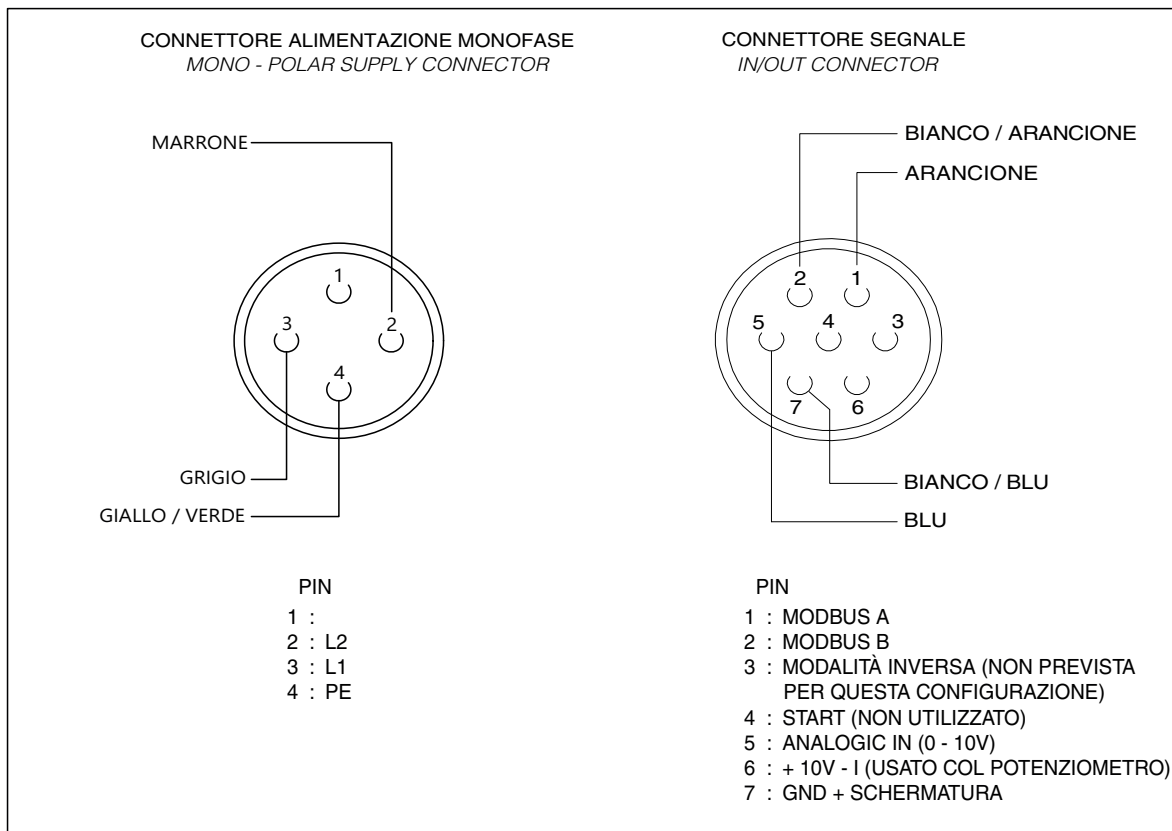 CONNETTORE ALIMENTAZIONE MONOFASE
MONO - POLAR SUPPLY CONNECTOR
MARRONE
1
3
2
4
GRIGIO
GIALLO / VERDE
PIN
1 :
2 : L2
3 : L1
4 : PE
CONNETTORE SEGNALE
IN/OUT CONNECTOR
BIANCO / ARANCIONE
ARANCIONE
2
1
5
4
3
7
6
BIANCO / BLU
BLU
PIN
1 : MODBUS A
2 : MODBUS B
3 : MODALITÀ INVERSA (NON PREVISTA
PER QUESTA CONFIGURAZIONE)
4 : START (NON UTILIZZATO)
5 : ANALOGIC IN (0 - 10V)
6 : + 10V - I (USATO COL POTENZIOMETRO)
7 : GND + SCHERMATURA